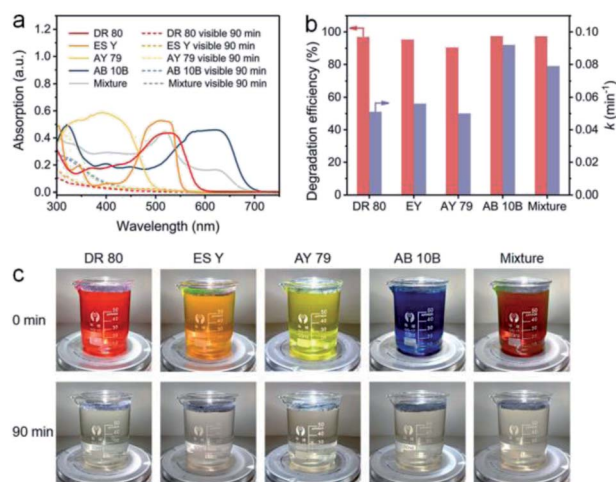 a
Absorption (a.u.)
1.2
1.0
0.8
0.6
0.4
0.2
0.0
300
400
500
600
700
Wavelength (nm)
DR 80
ES Y
AY 79
AB 10B
Mixture
DR 80 visible 90 min
ES Y visible 90 min
AY 79 visible 90 min
AB 10B visible 90 min
Mixture visible 90 min
b
Degradation efficiency (%)
100
80
60
40
20
0
DR 80 EY AY 79 AB 10B Mixture
0.10
0.08
0.06
0.04
0.02
0.00
k (min-1)
c
DR 80 ES Y AY 79 AB 10B Mixture
0 min
90 min